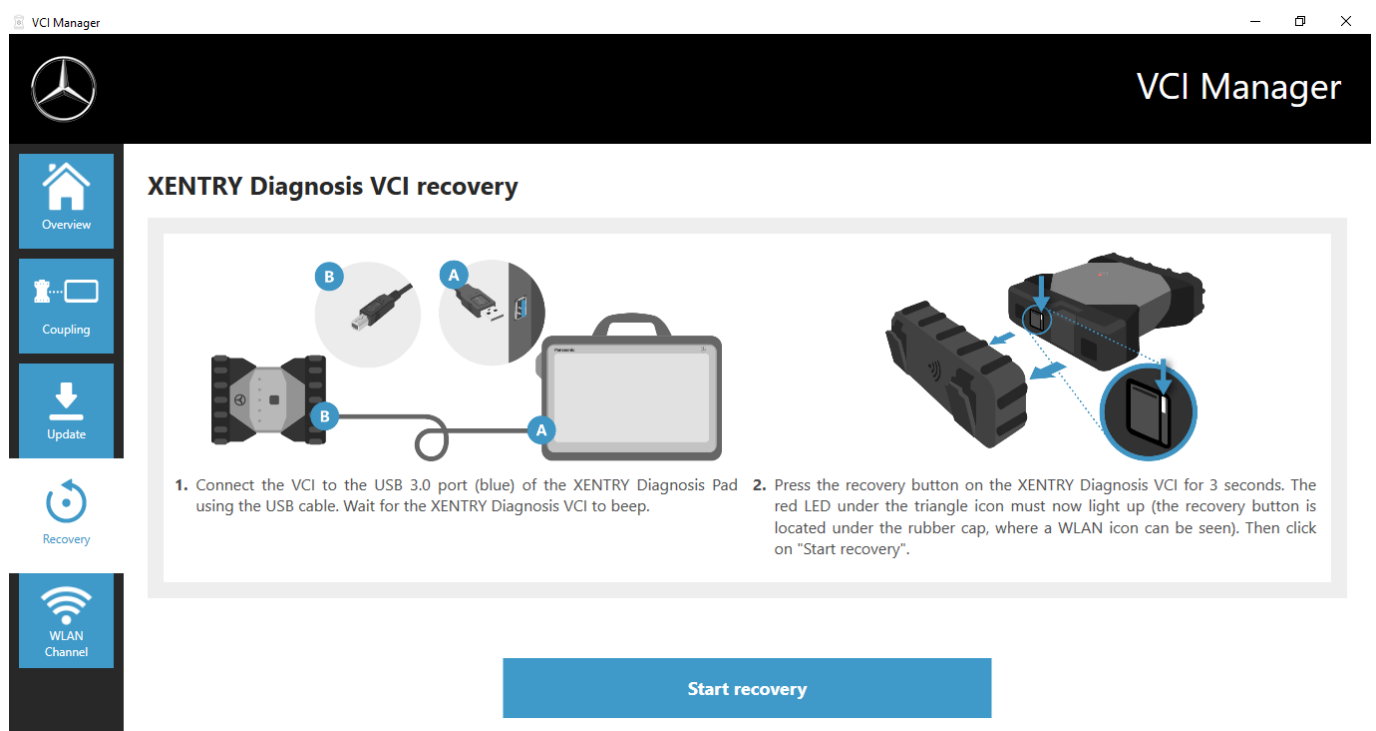 VCI Manager
VCI Manager
Overview
Coupling
Update
Recovery
WLAN
Channel
XENTRY Diagnosis VCI recovery
B
A
Panasonic
B
A
1. Connect the VCI to the USB 3.0 port (blue) of the XENTRY Diagnosis Pad
using the USB cable. Wait for the XENTRY Diagnosis VCI to beep.
2. Press the recovery button on the XENTRY Diagnosis VCI for 3 seconds. The
red LED under the triangle icon must now light up (the recovery button is
located under the rubber cap, where a WLAN icon can be seen). Then click
on "Start recovery".
Start recovery